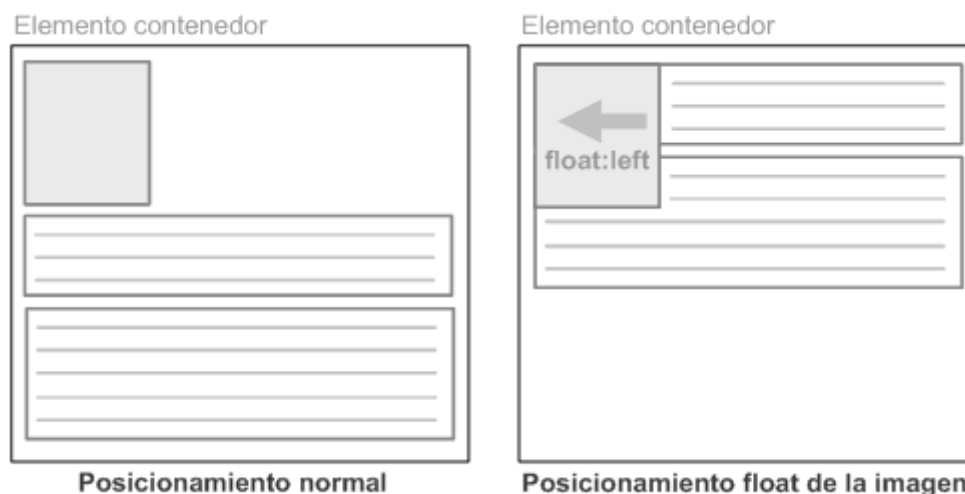 Elemento contenedor
Elemento contenedor
float:left
Posicionamiento normal
Posicionamiento float de la imagen